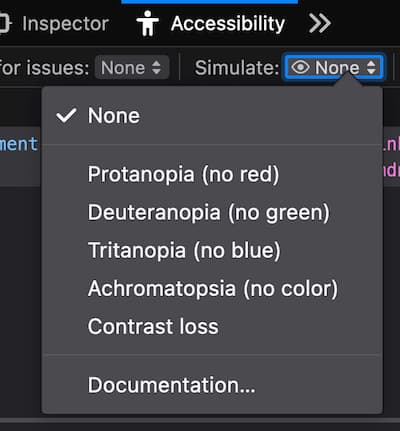 Inspector Accessibility
for issues: None Simulate: None
None
Protanopia (no red)
Deuteranopia (no green)
Tritanopia (no blue)
Achromatopsia (no color)
Contrast loss
Documentation...